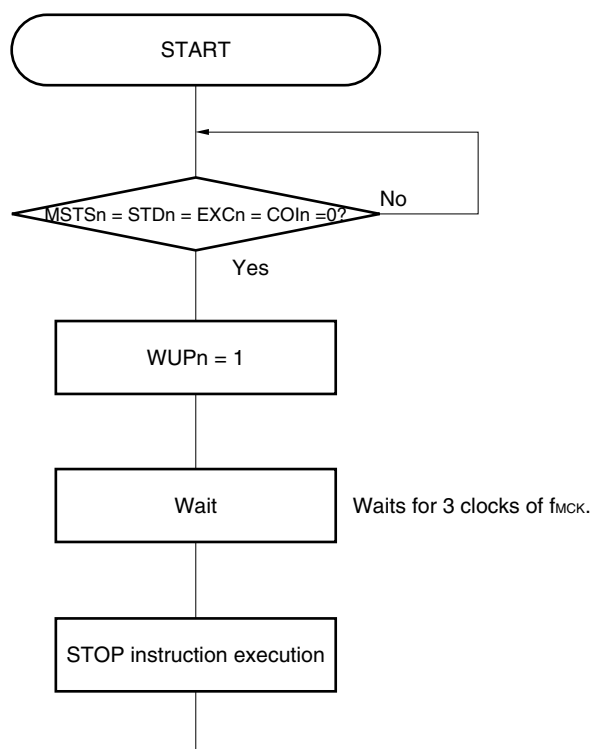 START
MSTSn = STDn = EXCn = COIn =0?
No
Yes
WUPn = 1
Wait
Waits for 3 clocks of fMCK.
STOP instruction execution